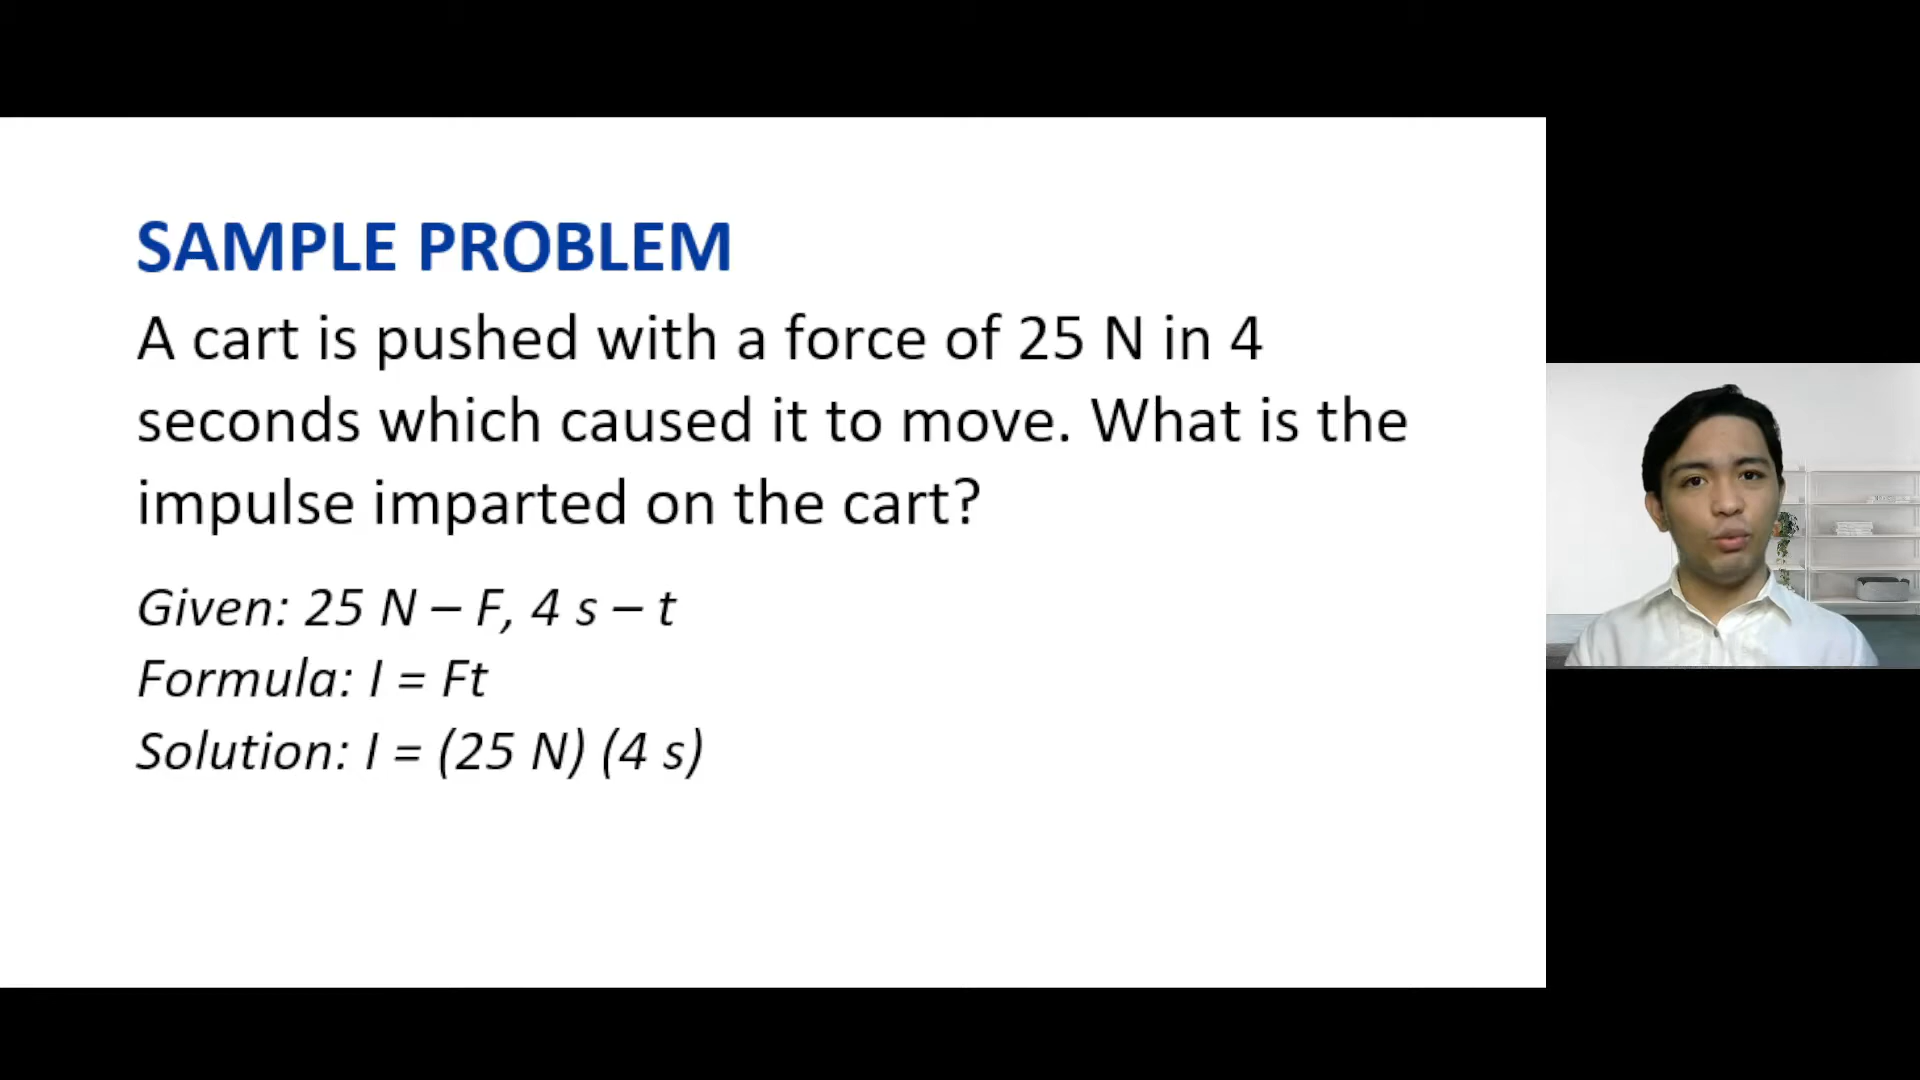 SAMPLE PROBLEM
A cart is pushed with a force of 25 N in 4
seconds which caused it to move. What is the
impulse imparted on the cart?
Given: 25 N – F, 4 s – t
Formula: I = Ft
Solution: I = (25 N) (4 s)